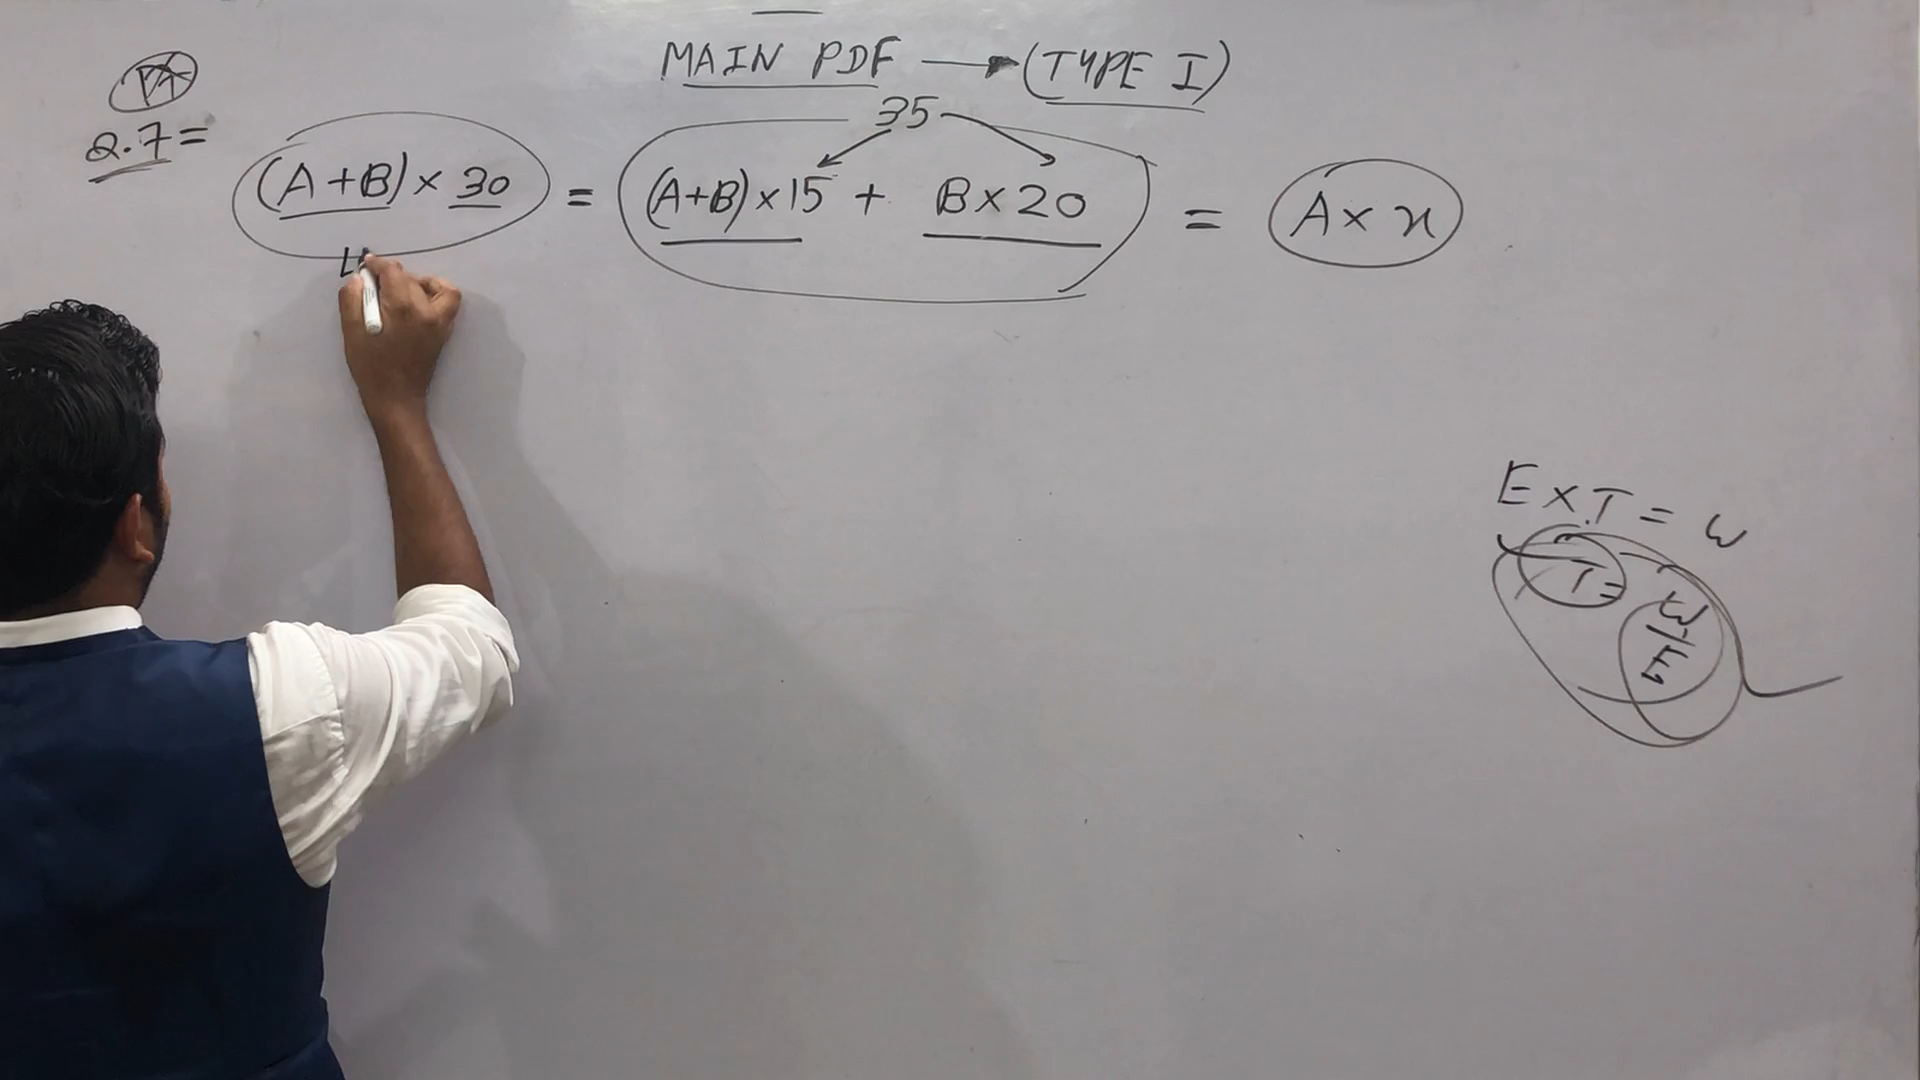 MAIN PDF → (TYPE I)
35
Q.7=
(A+B)×30 = (A+B)×15 + B×20 = A×x
E×T = W
T = W/E